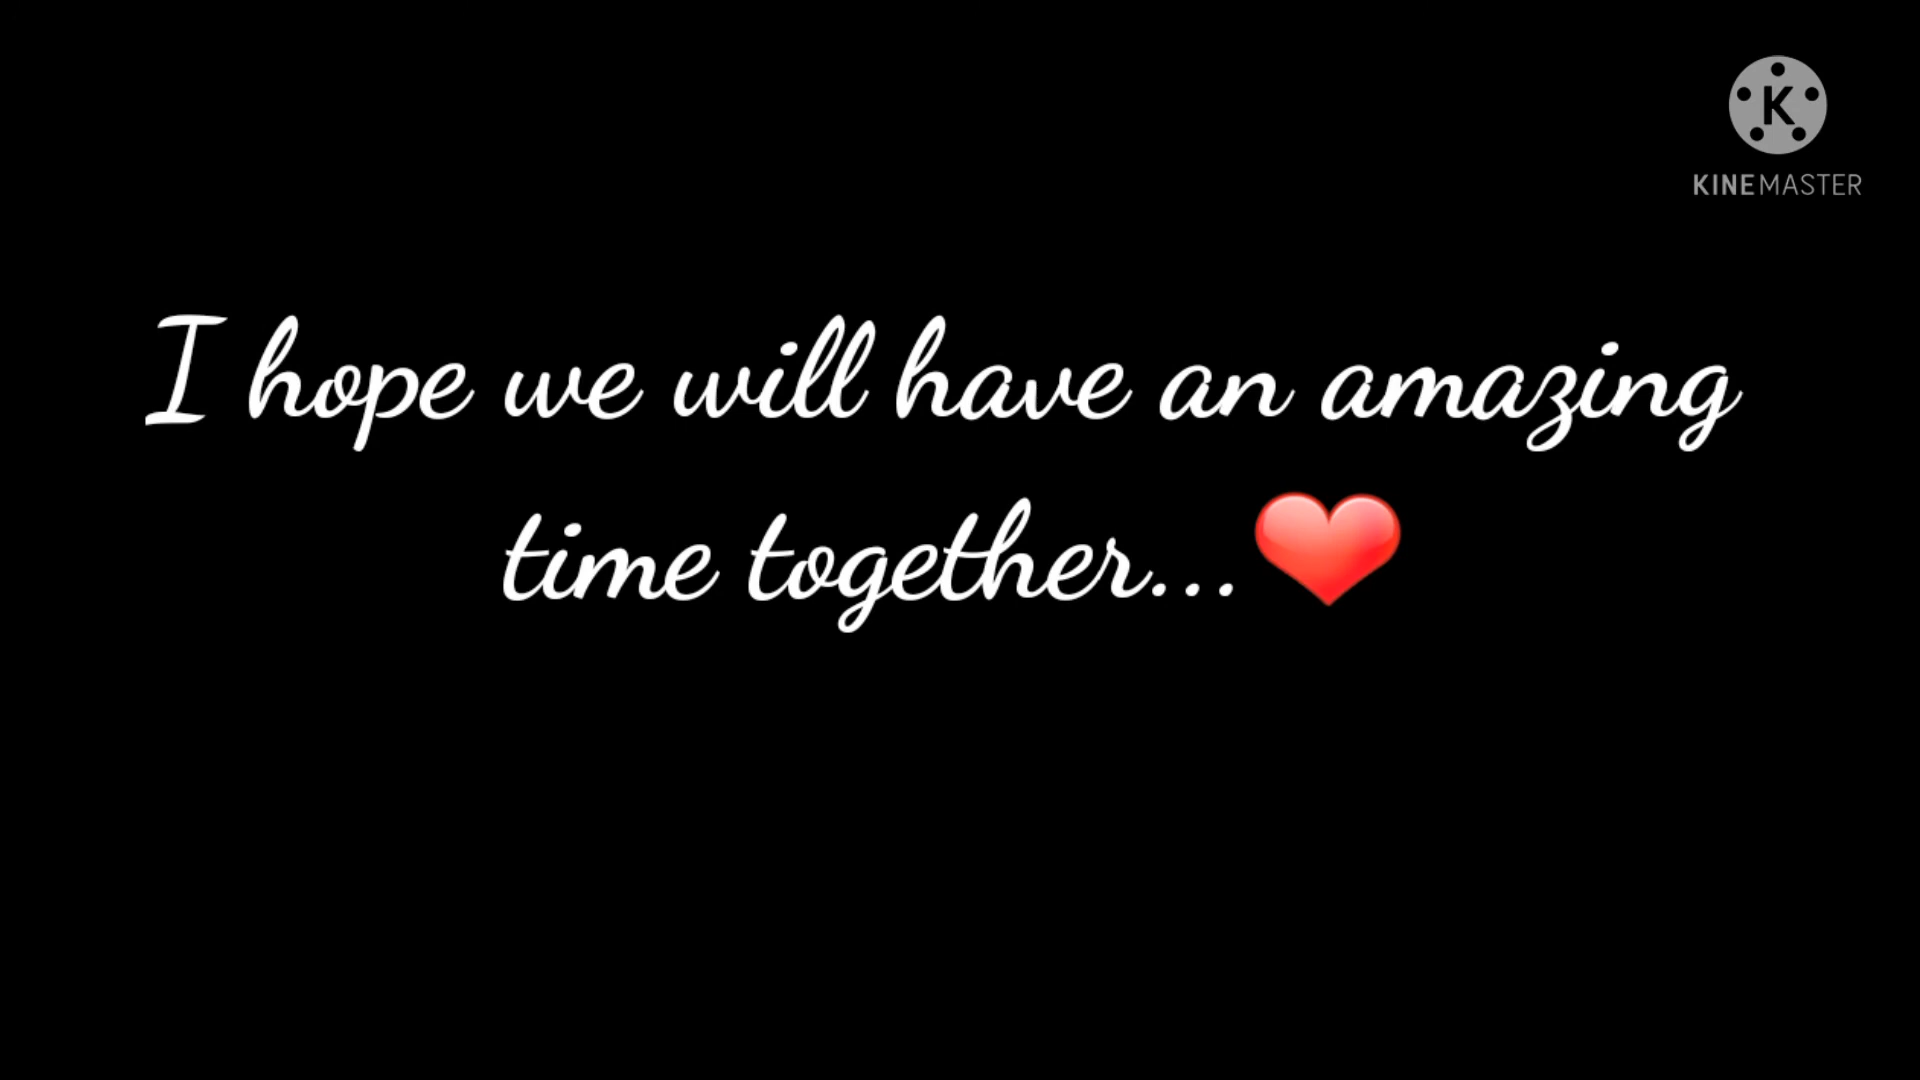 K
KINEMASTER
I hope we will have an amazing
time together...❤️